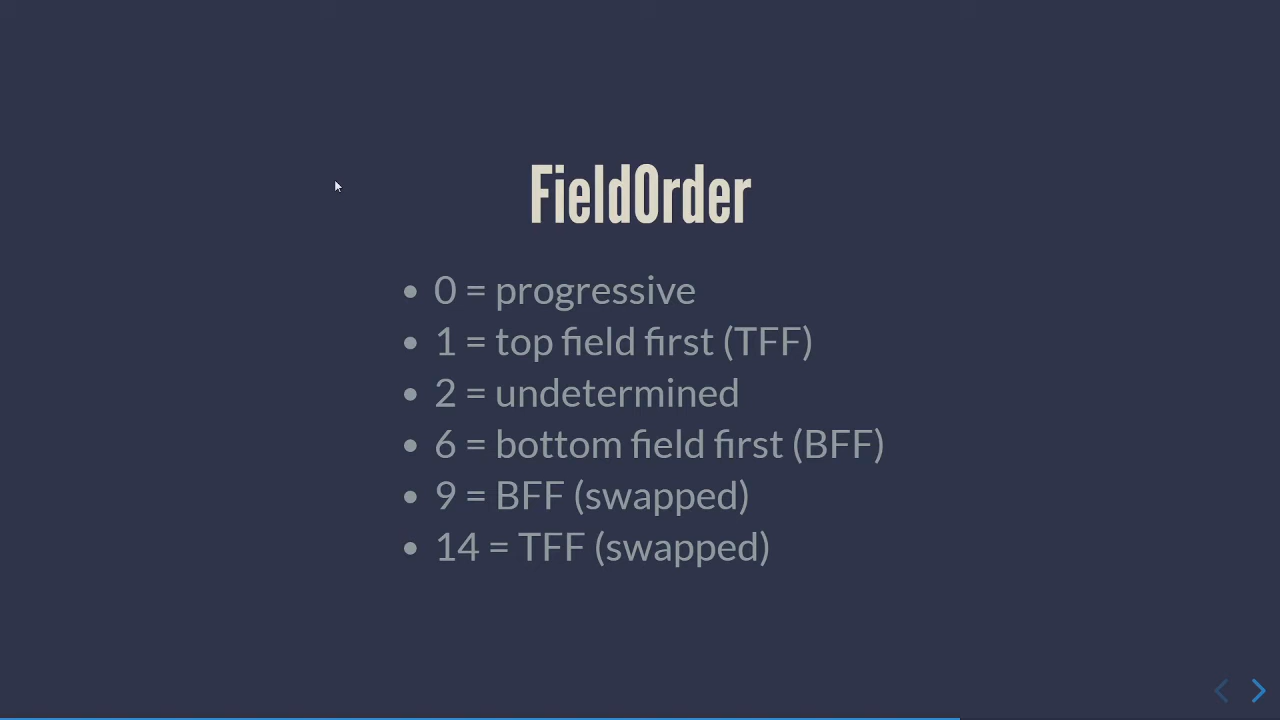 FieldOrder
• 0 = progressive
• 1 = top field first (TFF)
• 2 = undetermined
• 6 = bottom field first (BFF)
• 9 = BFF (swapped)
• 14 = TFF (swapped)